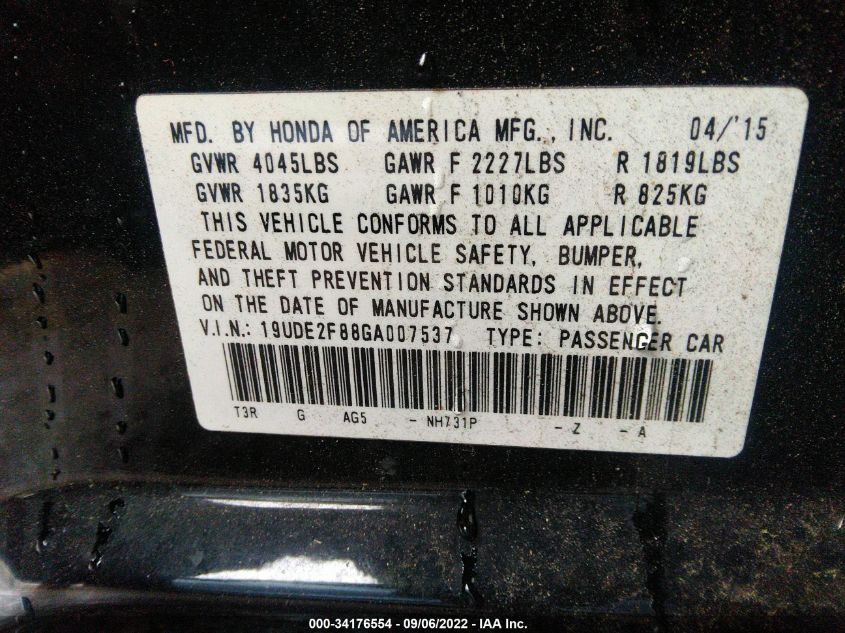 MFD. BY HONDA OF AMERICA MFG., INC. 04/'15
GVWR 4045LBS GAWR F 2227LBS R 1819LBS
GVWR 1835KG GAWR F 1010KG R 825KG
THIS VEHICLE CONFORMS TO ALL APPLICABLE
FEDERAL MOTOR VEHICLE SAFETY, BUMPER,
AND THEFT PREVENTION STANDARDS IN EFFECT
ON THE DATE OF MANUFACTURE SHOWN ABOVE.
V.I.N.: 19UDE2F88GA007537 TYPE: PASSENGER CAR
T3R G AG5 - NH731P - Z - A
000-34176554 - 09/06/2022 - IAA Inc.